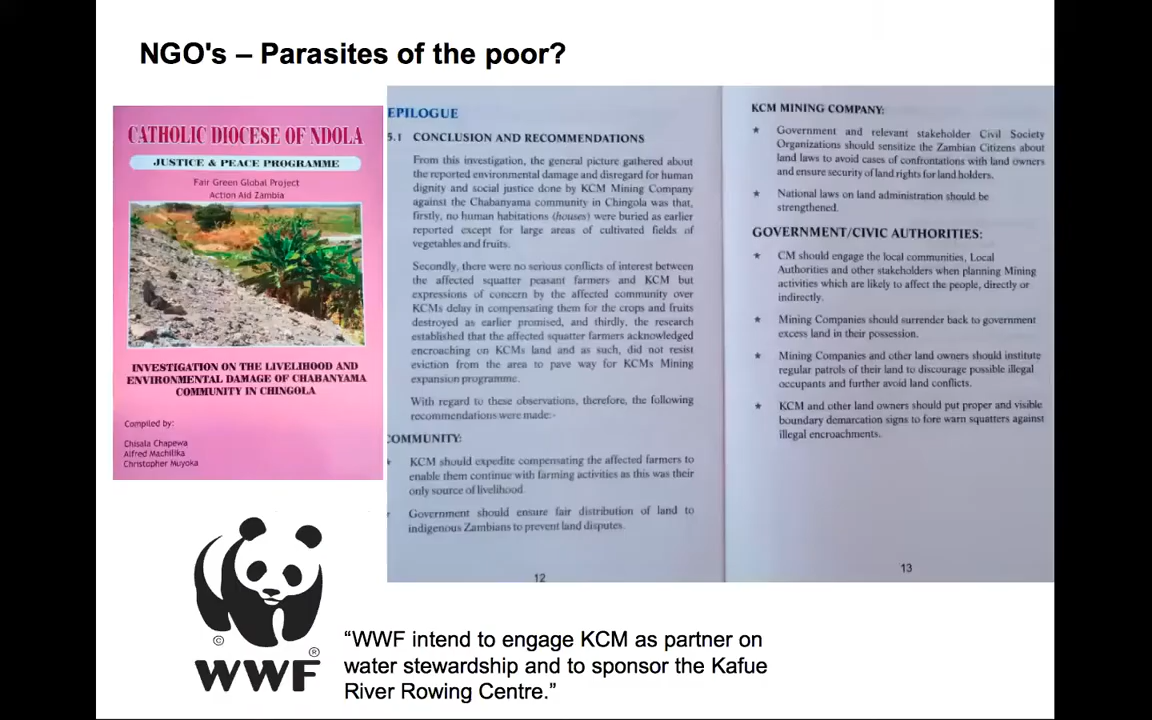 NGO's – Parasites of the poor?
CATHOLIC DIOCESE OF NDOLA
JUSTICE & PEACE PROGRAMME
Fair Green Global Project
Action Aid Zambia
INVESTIGATION ON THE LIVELIHOOD AND
ENVIRONMENTAL DAMAGE OF CHABANYAMA
COMMUNITY IN CHINGOLA
Compiled by:
Chisala Chapewa
Alfred Machilika
Christopher Muyoka
EPILOGUE
5.1 CONCLUSION AND RECOMMENDATIONS
From this investigation, the general picture gathered about
the reported environmental damage and disregard for human
dignity and social justice done by KCM Mining Company
against the Chabanyama community in Chingola was that,
firstly, no human habitations (houses) were buried as earlier
reported except for large areas of cultivated fields of
vegetables and fruits.
Secondly, there were no serious conflicts of interest between
the affected squatter peasant farmers and KCM but
expressions of concern by the affected community over
KCMs delay in compensating them for the crops and fruits
destroyed as earlier promised, and thirdly, the research
established that the affected squatter farmers acknowledged
encroaching on KCMs land and as such, did not resist
eviction from the area to pave way for KCMs Mining
expansion programme.
With regard to these observations, therefore, the following
recommendations were made:-
COMMUNITY:
KCM should expedite compensating the affected farmers to
enable them continue with farming activities as this was their
only source of livelihood
Government should ensure fair distribution of land to
indigenous Zambians to prevent land disputes.
12
KCM MINING COMPANY:
★ Government and relevant stakeholder Civil Society
Organizations should sensitize the Zambian Citizens about
land laws to avoid cases of confrontations with land owners
and ensure security of land rights for land holders.
★ National laws on land administration should be
strengthened.
GOVERNMENT/CIVIC AUTHORITIES:
★ CM should engage the local communities, Local
Authorities and other stakeholders when planning Mining
activities which are likely to affect the people, directly or
indirectly.
★ Mining Companies should surrender back to government
excess land in their possession.
★ Mining Companies and other land owners should institute
regular patrols of their land to discourage possible illegal
occupants and further avoid land conflicts.
★ KCM and other land owners should put proper and visible
boundary demarcation signs to fore warn squatters against
illegal encroachments.
13
©
®
WWF
“WWF intend to engage KCM as partner on
water stewardship and to sponsor the Kafue
River Rowing Centre.”